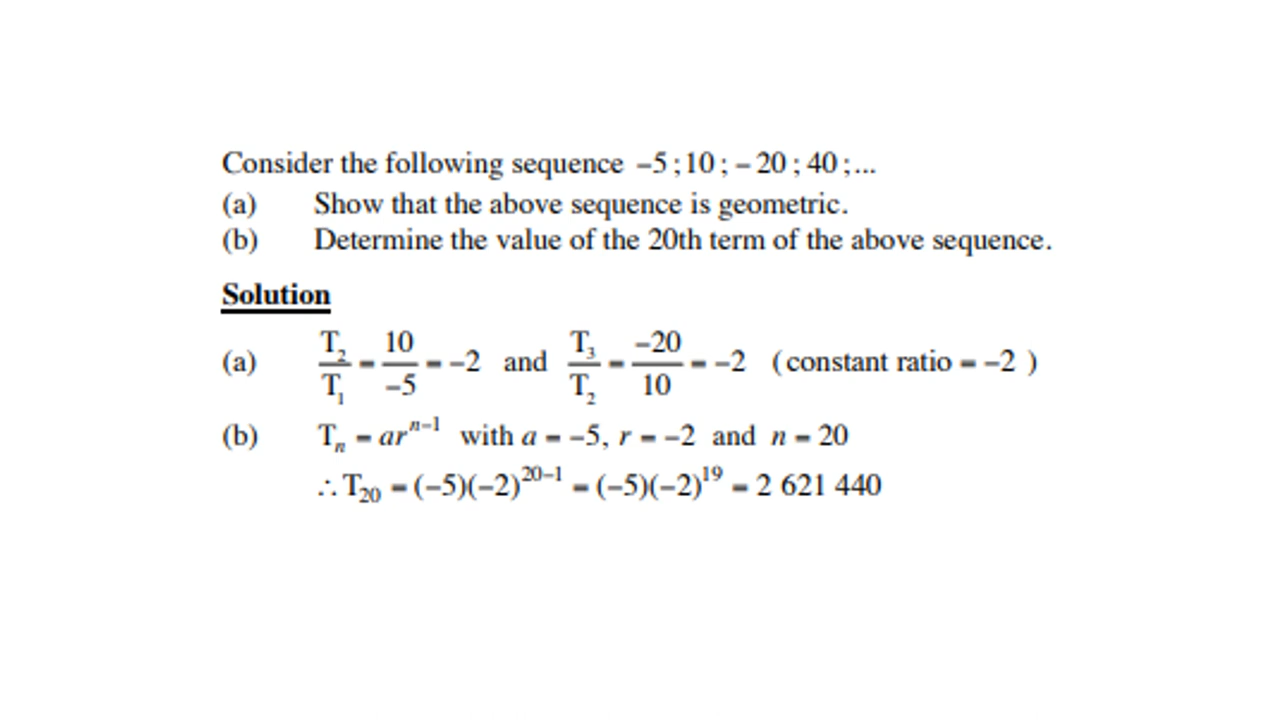 Consider the following sequence −5 ; 10 ; − 20 ; 40 ;...
(a) Show that the above sequence is geometric.
(b) Determine the value of the 20th term of the above sequence.
Solution
(a) T₂/T₁ = 10/−5 = −2 and T₃/T₂ = −20/10 = −2 (constant ratio = −2 )
(b) Tₙ = arⁿ⁻¹ with a = −5, r = −2 and n = 20
∴ T₂₀ = (−5)(−2)²⁰⁻¹ = (−5)(−2)¹⁹ = 2 621 440